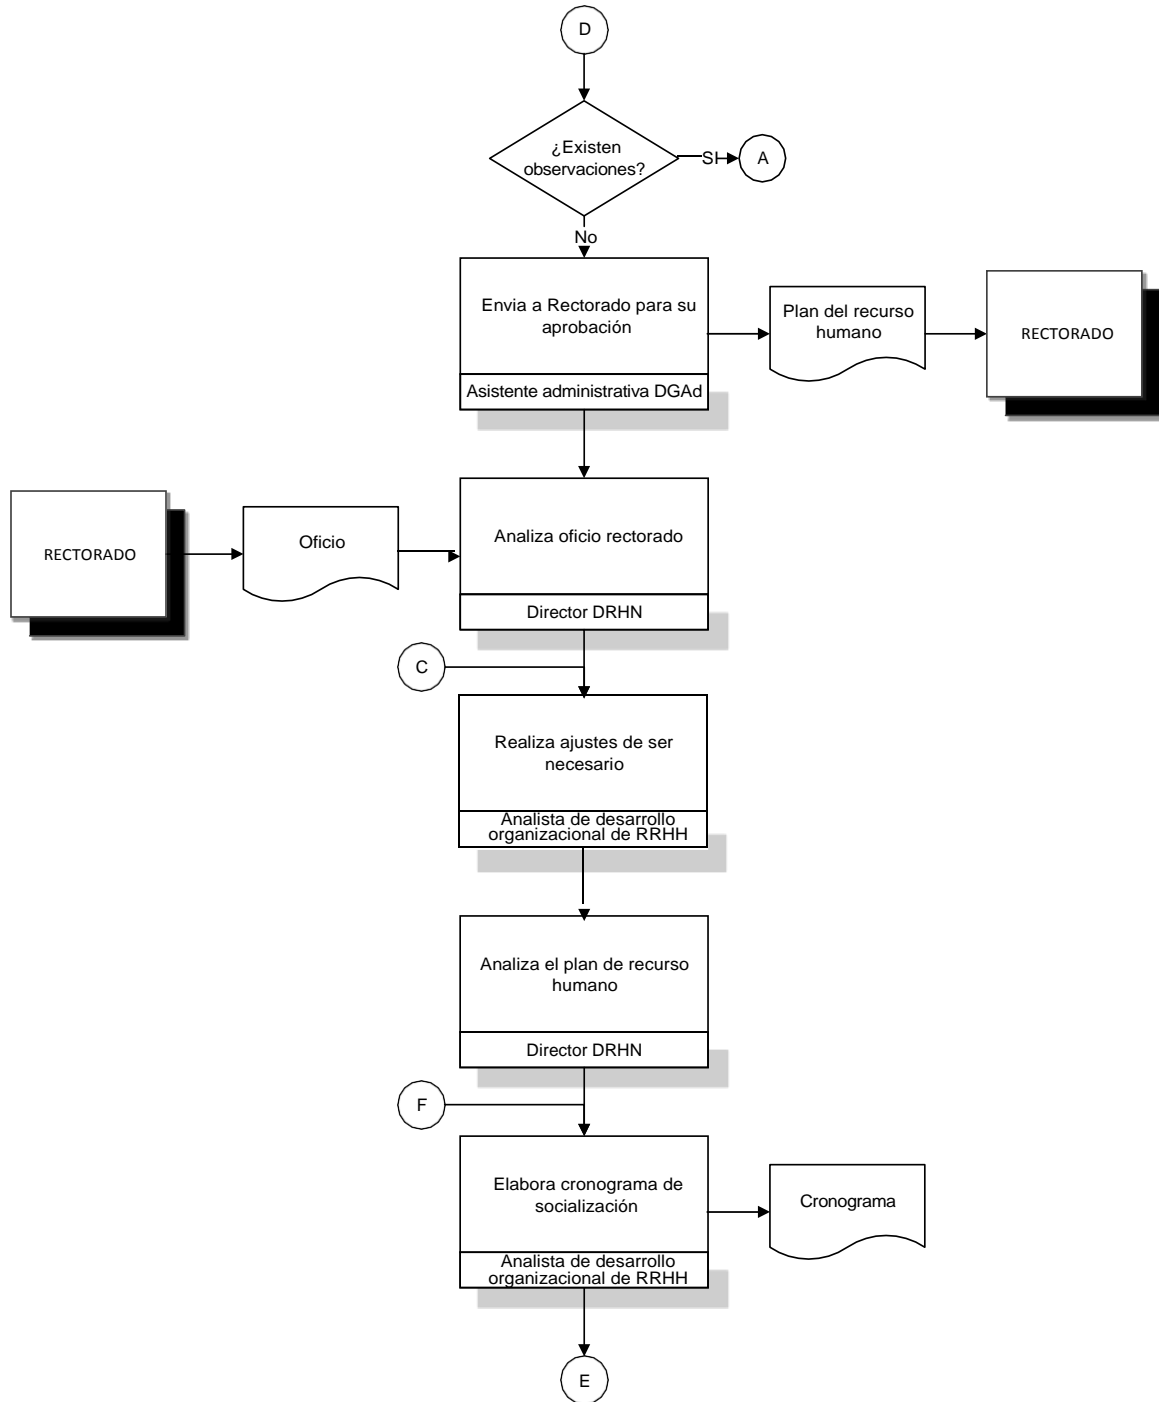 D
¿Existen
observaciones?
SI
A
No
Envia a Rectorado para su
aprobación
Asistente administrativa DGAd
Plan del recurso
humano
RECTORADO
RECTORADO
Oficio
Analiza oficio rectorado
Director DRHN
C
Realiza ajustes de ser
necesario
Analista de desarrollo
organizacional de RRHH
Analiza el plan de recurso
humano
Director DRHN
F
Elabora cronograma de
socialización
Analista de desarrollo
organizacional de RRHH
Cronograma
E